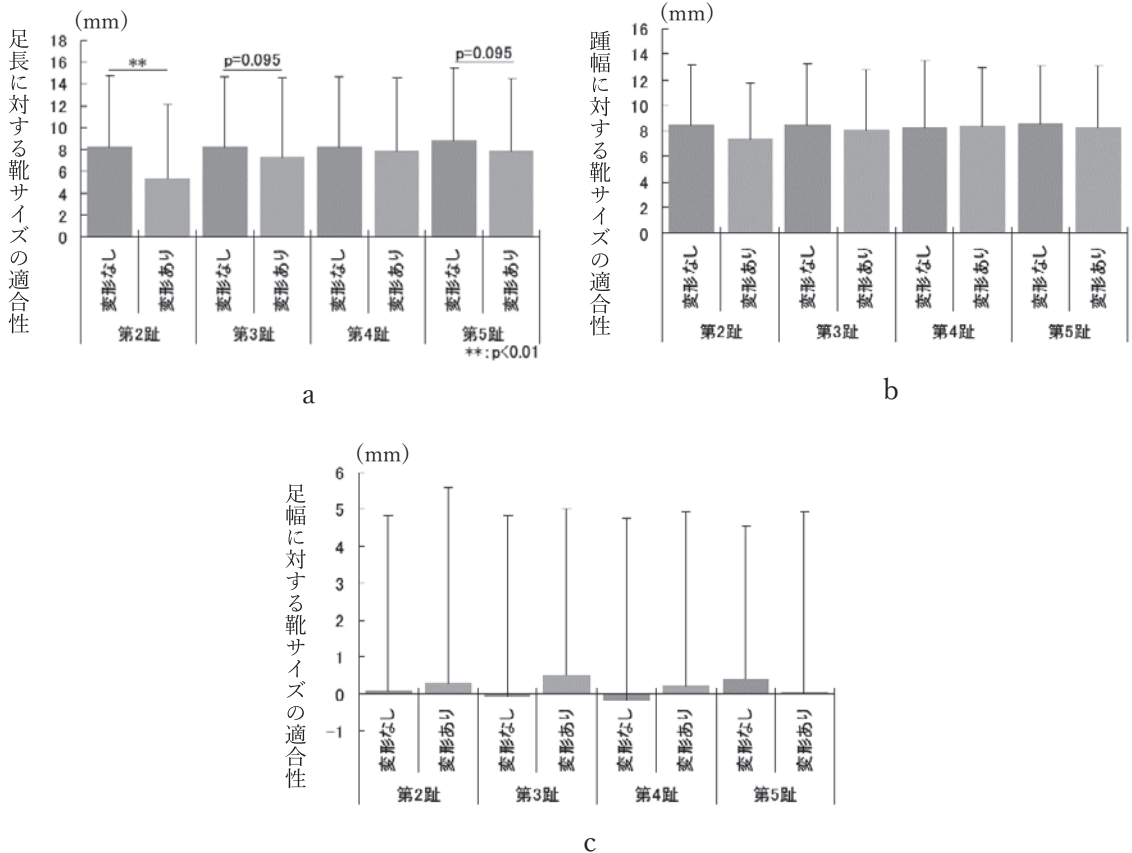 (mm)
足長に対する靴サイズの適合性
18
16
14
12
10
8
6
4
2
0
**
p=0.095
p=0.095
変形なし
変形あり
変形なし
変形あり
変形なし
変形あり
変形なし
変形あり
第2趾
第3趾
第4趾
第5趾
**:p<0.01
a
(mm)
踵幅に対する靴サイズの適合性
16
14
12
10
8
6
4
2
0
変形なし
変形あり
変形なし
変形あり
変形なし
変形あり
変形なし
変形あり
第2趾
第3趾
第4趾
第5趾
b
(mm)
足幅に対する靴サイズの適合性
6
5
4
3
2
1
0
-1
変形なし
変形あり
変形なし
変形あり
変形なし
変形あり
変形なし
変形あり
第2趾
第3趾
第4趾
第5趾
c